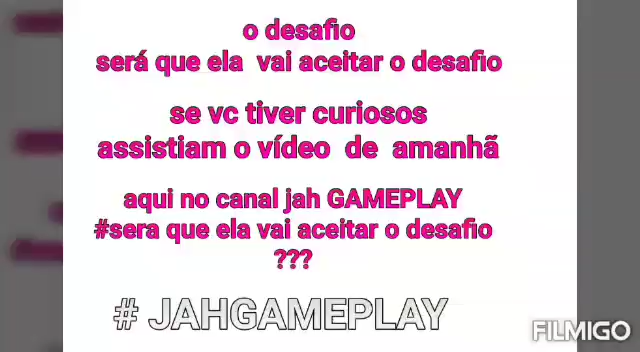 o desafio
será que ela vai aceitar o desafio
se vc tiver curiosos
assistiam o vídeo de amanhã
aqui no canal jah GAMEPLAY
#sera que ela vai aceitar o desafio
???
# JAHGAMEPLAY
FILMIGO